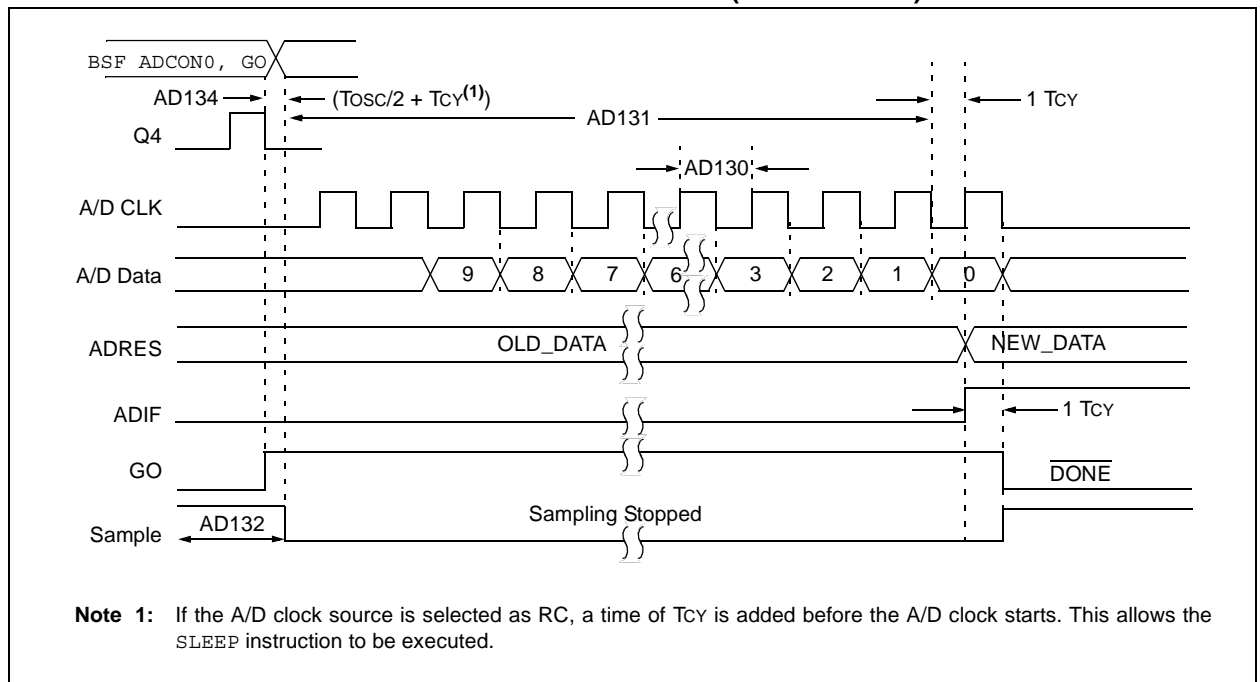 BSF ADCON0, GO
AD134
(TOSC/2 + TCY(1))
1 TCY
AD131
Q4
AD130
A/D CLK
A/D Data
9 8 7 6 3 2 1 0
ADRES
OLD_DATA
NEW_DATA
ADIF
1 TCY
GO
DONE
Sample
AD132
Sampling Stopped
Note 1: If the A/D clock source is selected as RC, a time of TCY is added before the A/D clock starts. This allows the
SLEEP instruction to be executed.